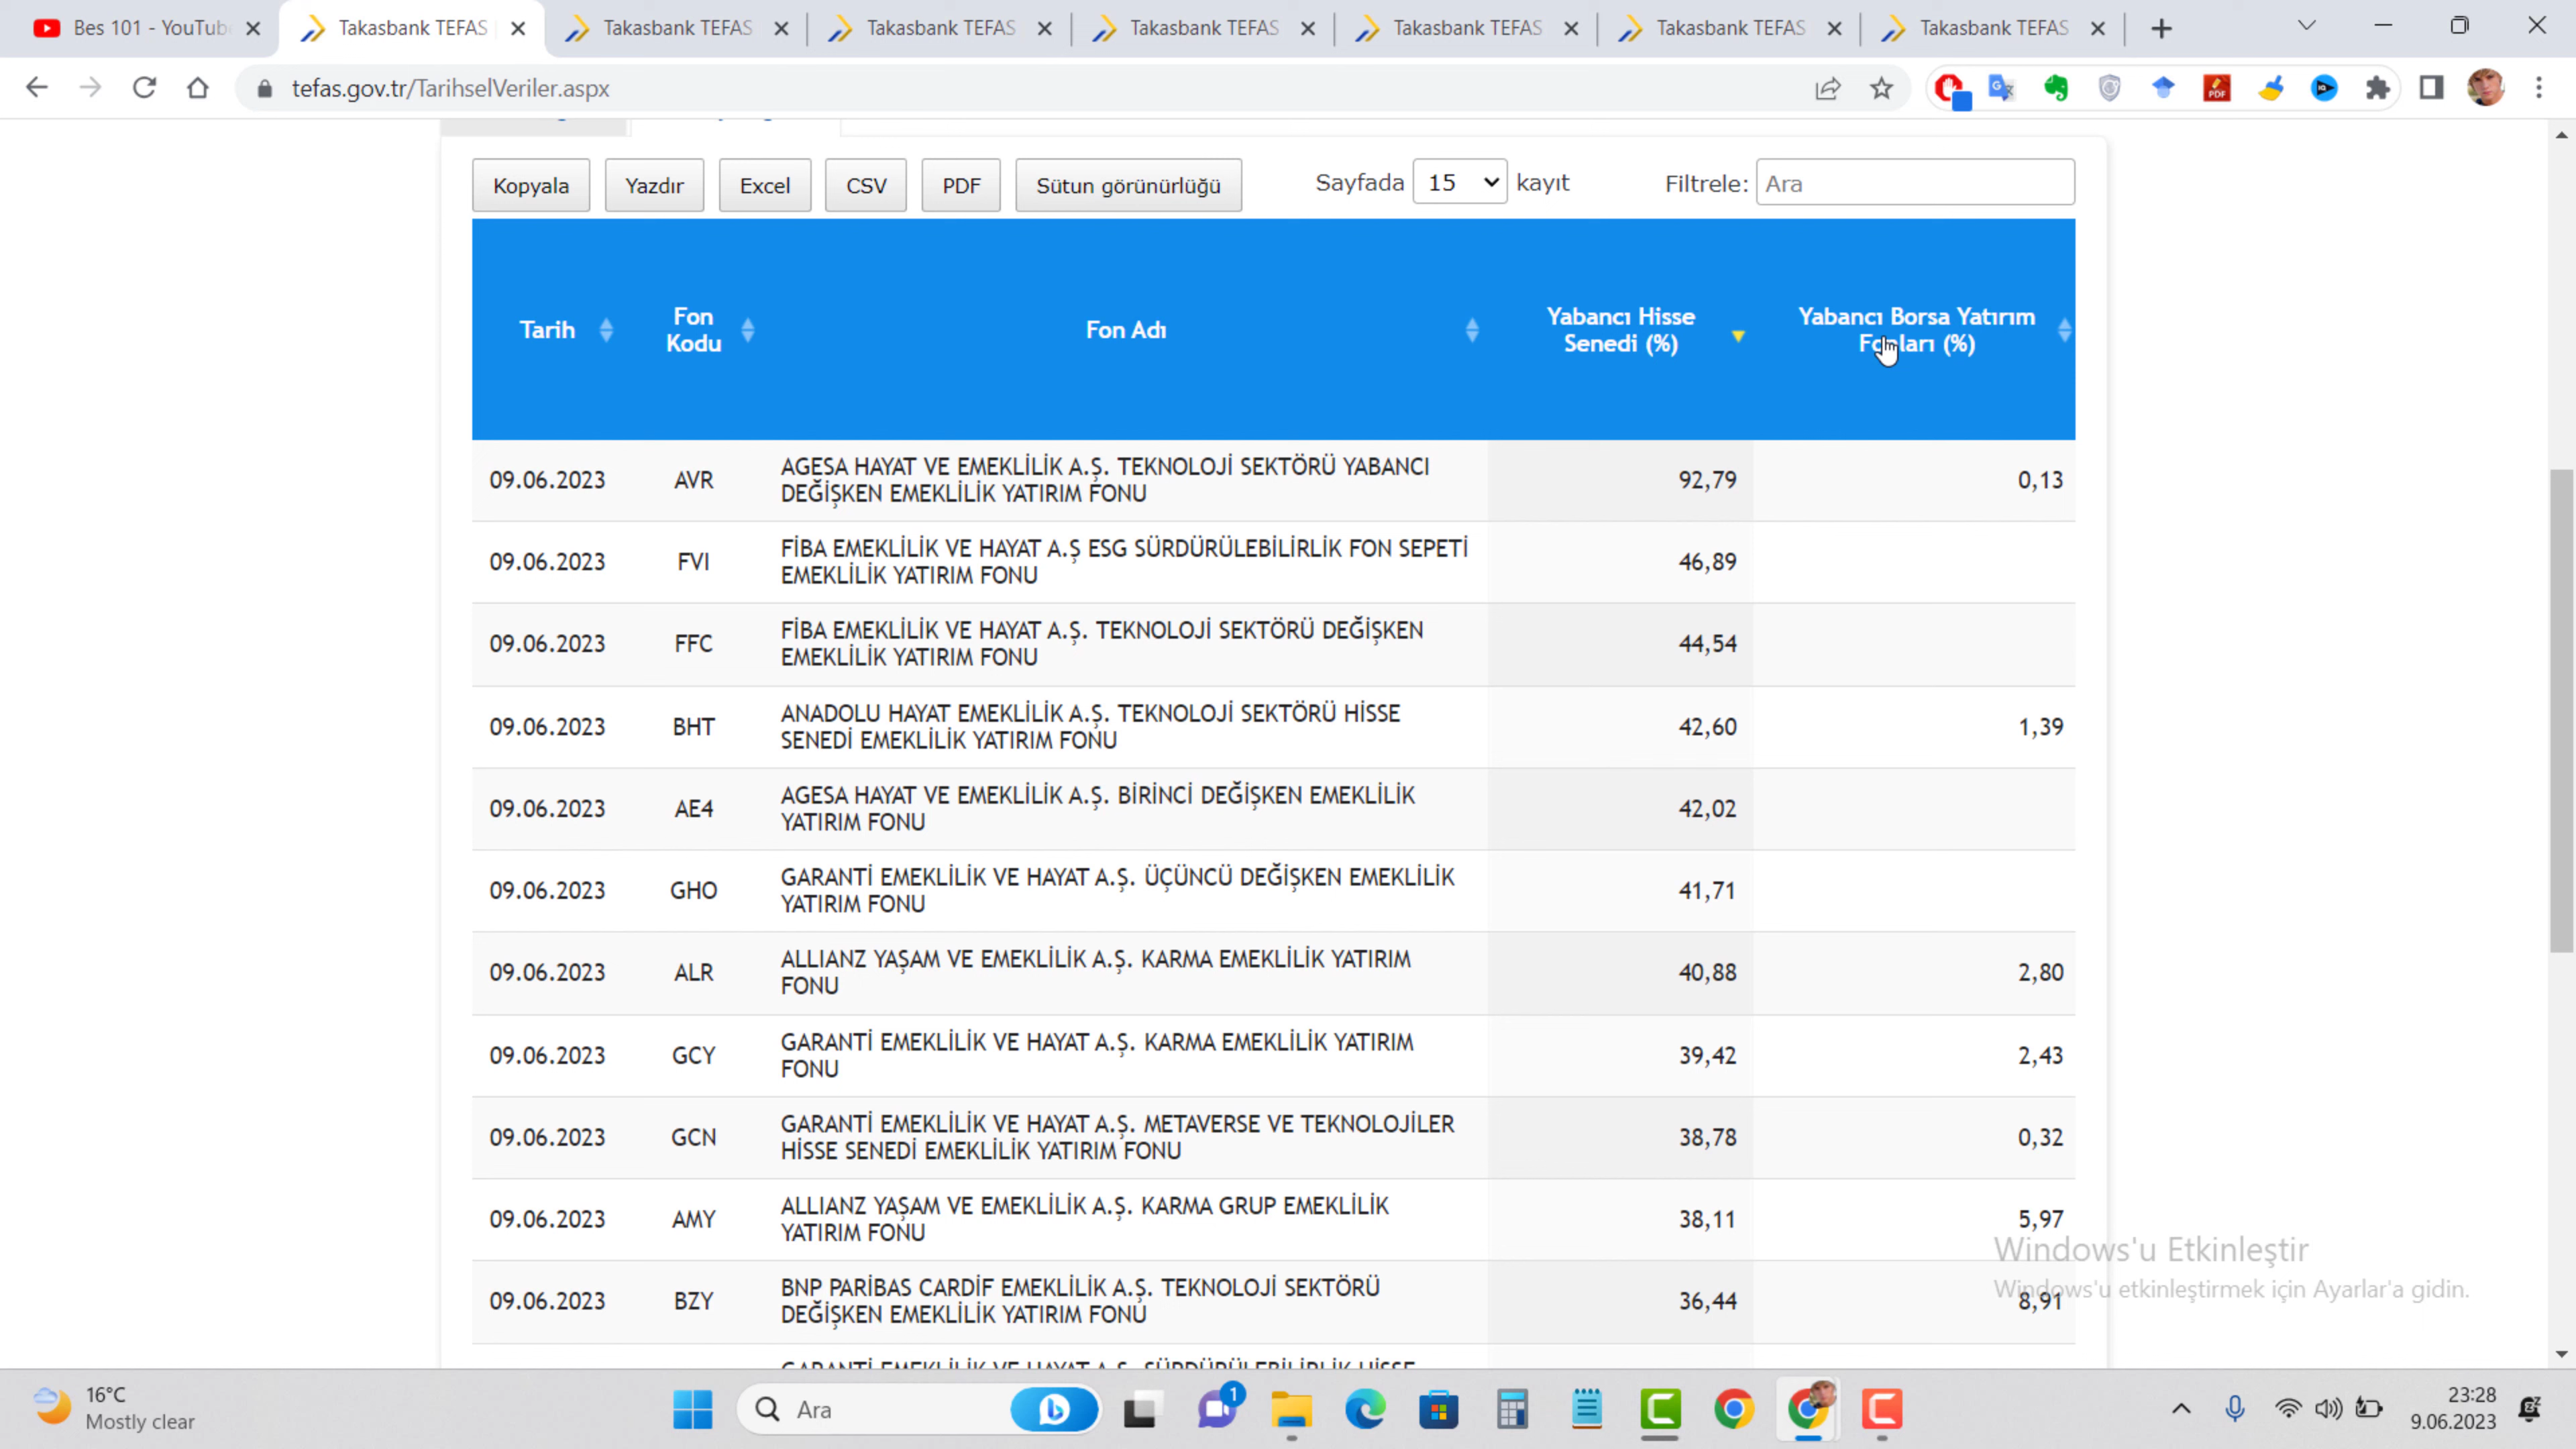 Bes 101 - YouTube
Takasbank TEFAS
Takasbank TEFAS
Takasbank TEFAS
Takasbank TEFAS
Takasbank TEFAS
Takasbank TEFAS
Takasbank TEFAS
tefas.gov.tr/TarihselVeriler.aspx
Kopyala
Yazdır
Excel
CSV
PDF
Sütun görünürlüğü
Sayfada 15 kayıt
Filtrele: Ara
Tarih
Fon
Kodu
Fon Adı
Yabancı Hisse
Senedi (%)
Yabancı Borsa Yatırım
Fonları (%)
09.06.2023 AVR
AGESA HAYAT VE EMEKLİLİK A.Ş. TEKNOLOJİ SEKTÖRÜ YABANCI
DEĞİŞKEN EMEKLİLİK YATIRIM FONU
92,79 0,13
09.06.2023 FVI
FİBA EMEKLİLİK VE HAYAT A.Ş ESG SÜRDÜRÜLEBİLİRLİK FON SEPETİ
EMEKLİLİK YATIRIM FONU
46,89
09.06.2023 FFC
FİBA EMEKLİLİK VE HAYAT A.Ş. TEKNOLOJİ SEKTÖRÜ DEĞİŞKEN
EMEKLİLİK YATIRIM FONU
44,54
09.06.2023 BHT
ANADOLU HAYAT EMEKLİLİK A.Ş. TEKNOLOJİ SEKTÖRÜ HİSSE
SENEDİ EMEKLİLİK YATIRIM FONU
42,60 1,39
09.06.2023 AE4
AGESA HAYAT VE EMEKLİLİK A.Ş. BİRİNCİ DEĞİŞKEN EMEKLİLİK
YATIRIM FONU
42,02
09.06.2023 GHO
GARANTİ EMEKLİLİK VE HAYAT A.Ş. ÜÇÜNCÜ DEĞİŞKEN EMEKLİLİK
YATIRIM FONU
41,71
09.06.2023 ALR
ALLIANZ YAŞAM VE EMEKLİLİK A.Ş. KARMA EMEKLİLİK YATIRIM
FONU
40,88 2,80
09.06.2023 GCY
GARANTİ EMEKLİLİK VE HAYAT A.Ş. KARMA EMEKLİLİK YATIRIM
FONU
39,42 2,43
09.06.2023 GCN
GARANTİ EMEKLİLİK VE HAYAT A.Ş. METAVERSE VE TEKNOLOJİLER
HİSSE SENEDİ EMEKLİLİK YATIRIM FONU
38,78 0,32
09.06.2023 AMY
ALLIANZ YAŞAM VE EMEKLİLİK A.Ş. KARMA GRUP EMEKLİLİK
YATIRIM FONU
38,11 5,97
09.06.2023 BZY
BNP PARİBAS CARDİF EMEKLİLİK A.Ş. TEKNOLOJİ SEKTÖRÜ
DEĞİŞKEN EMEKLİLİK YATIRIM FONU
36,44 8,91
GARANTİ EMEKLİLİK VE HAYAT A.Ş. SÜRDÜRÜLEBİLİRLİK HİSSE
Windows'u Etkinleştir
Windows'u etkinleştirmek için Ayarlar'a gidin.
16°C
Mostly clear
Ara
1
23:28
9.06.2023